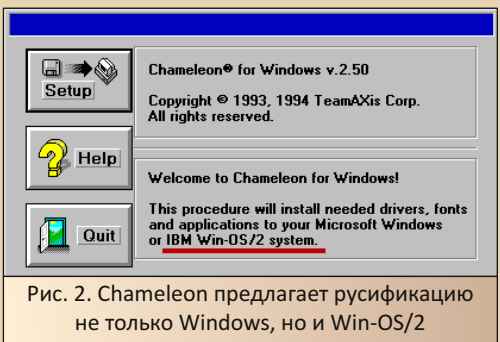 Setup
Help
Quit
Chameleon® for Windows v.2.50
Copyright © 1993, 1994 TeamAXis Corp.
All rights reserved.
Welcome to Chameleon for Windows!
This procedure will install needed drivers, fonts
and applications to your Microsoft Windows
or IBM Win-OS/2 system.
Рис. 2. Chameleon предлагает русификацию
не только Windows, но и Win-OS/2